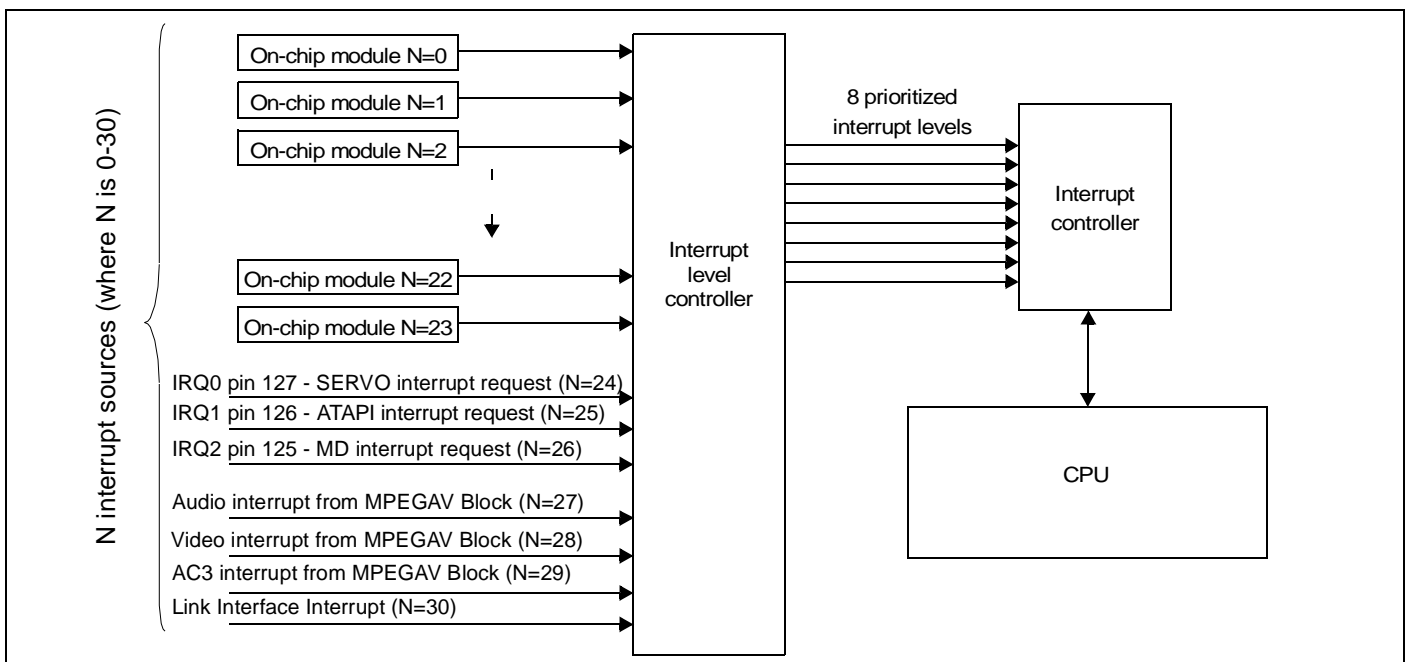 N interrupt sources (where N is 0-30)
On-chip module N=0
On-chip module N=1
On-chip module N=2
On-chip module N=22
On-chip module N=23
IRQ0 pin 127 - SERVO interrupt request (N=24)
IRQ1 pin 126 - ATAPI interrupt request (N=25)
IRQ2 pin 125 - MD interrupt request (N=26)
Audio interrupt from MPEGAV Block (N=27)
Video interrupt from MPEGAV Block (N=28)
AC3 interrupt from MPEGAV Block (N=29)
Link Interface Interrupt (N=30)
Interrupt
level
controller
8 prioritized
interrupt levels
Interrupt
controller
CPU